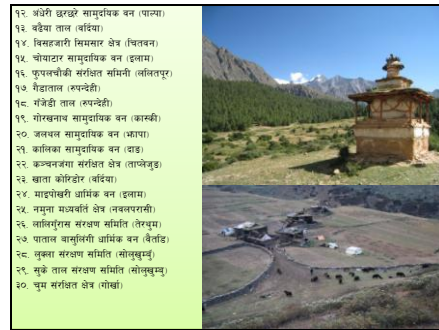 १२. अंधेरी छरछरे सामुदायिक वन (पाल्पा)
१३. बढैया ताल (बर्दिया)
१४. बिसहजारी सिमसार क्षेत्र (चितवन)
१५. चोयाटार सामुदायिक वन (इलाम)
१६. फुपलचौकी संरक्षित समिनी (ललितपूर)
१७. गैडाताल (रुपन्देही)
१८. गँजेडी ताल (रुपन्देही)
१९. गोरखनाथ सामुदायिक वन (कास्की)
२०. जलथल सामुदायिक वन (झापा)
२१. कालिका सामुदायिक वन (दाङ)
२२. कञ्चनजंगा संरक्षित क्षेत्र (ताप्लेजुङ)
२३. खाता कोरिडोर (बर्दिया)
२४. माइपोखरी धार्मिक वन (इलाम)
२५. नमुना मध्यवर्ति क्षेत्र (नवलपरासी)
२६. लालिगुँरास संरक्षण समिति (तेरथुम)
२७. पाताल बासुलिंगी धार्मिक वन (बैतडि)
२८. लुक्ला संरक्षण समिति (सोलुखुम्बुँ)
२९. सुके ताल संरक्षण समिति (सोलुखुम्बु)
३०. चुम संरक्षित क्षेत्र (गोर्खा)